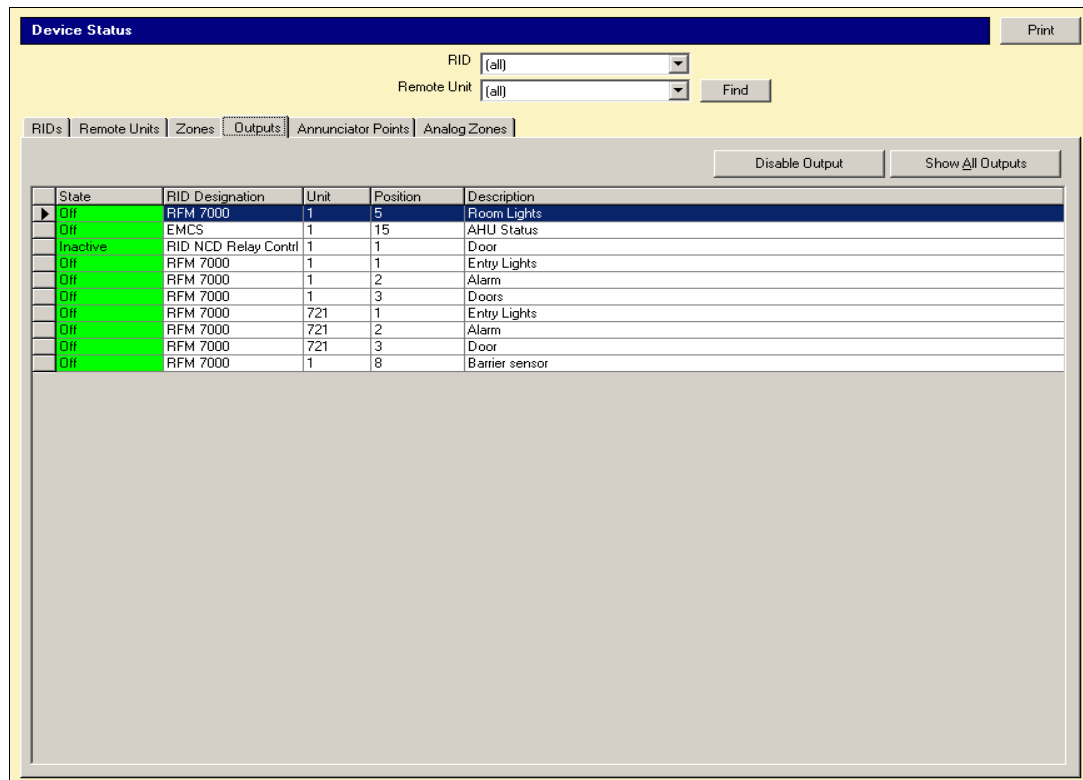 Device Status Print
RID (all)
Remote Unit (all) Find
RIDs Remote Units Zones Outputs Annunciator Points Analog Zones
Disable Output Show All Outputs
State RID Designation Unit Position Description
Off RFM 7000 1 5 Room Lights
Off EMCS 1 15 AHU Status
Inactive RID NCD Relay Contrl 1 1 Door
Off RFM 7000 1 1 Entry Lights
Off RFM 7000 1 2 Alarm
Off RFM 7000 1 3 Doors
Off RFM 7000 721 1 Entry Lights
Off RFM 7000 721 2 Alarm
Off RFM 7000 721 3 Door
Off RFM 7000 1 8 Barrier sensor